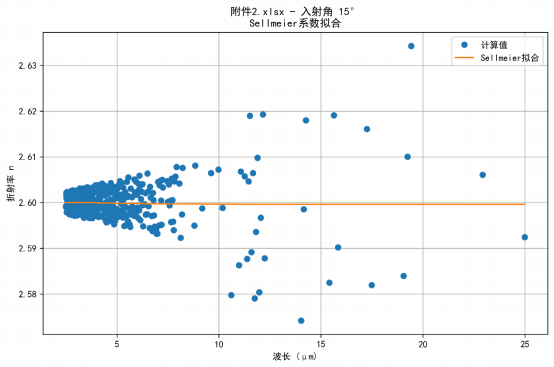 附件2.xlsx - 入射角 15°
Sellmeier系数拟合
计算值
Sellmeier拟合
折射率 n
2.63
2.62
2.61
2.60
2.59
2.58
5
10
15
20
25
波长 (μm)